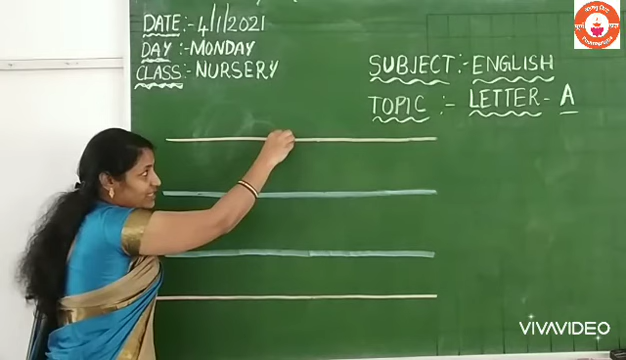 DATE:- 4/1/2021
DAY :- MONDAY
CLASS:- NURSERY
SUBJECT:- ENGLISH
TOPIC :- LETTER- A
VIVAVIDEO